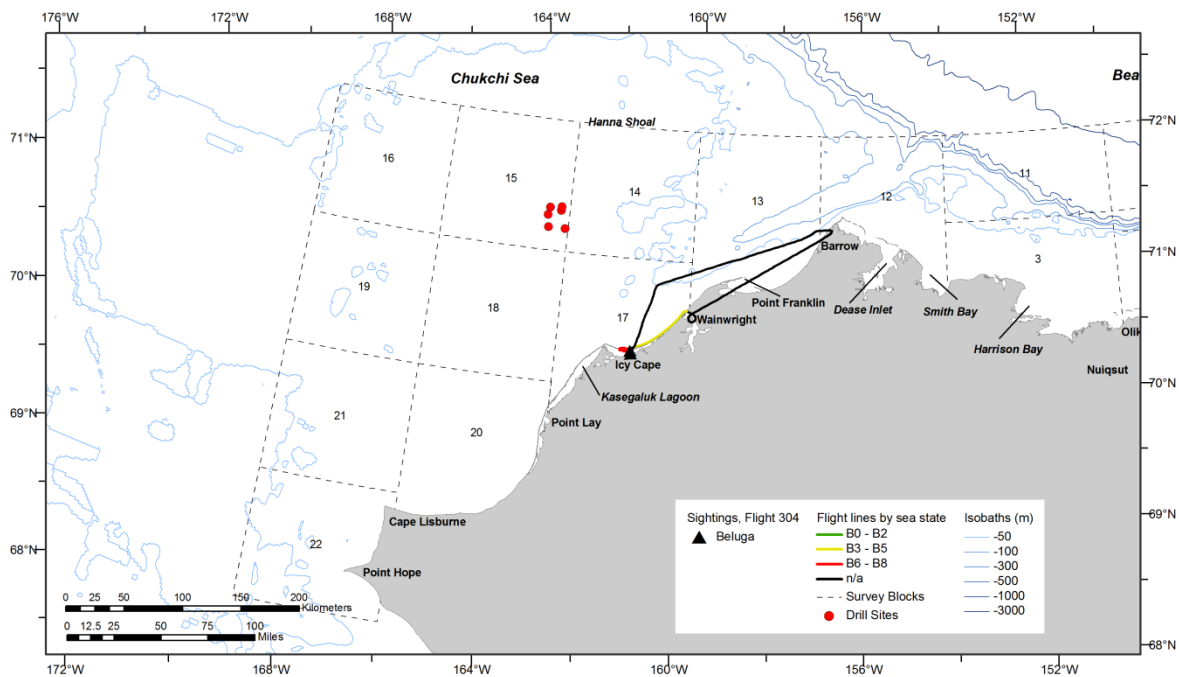 176°W 172°W 168°W 164°W 160°W 156°W 152°W
Chukchi Sea
Bea
72°N
71°N
Hanna Shoal
16
15
14
13
12
11
3
71°N
70°N
Barrow
Point Franklin
Dease Inlet
Smith Bay
Harrison Bay
Olik
Nuiqsut
19
18
17
Wainwright
Icy Cape
Kasegaluk Lagoon
70°N
69°N
21
20
Point Lay
Cape Lisburne
69°N
68°N
22
Point Hope
68°N
0 25 50 100 150 200
Kilometers
0 12.5 25 50 75 100
Miles
Sightings, Flight 304
Beluga
Flight lines by sea state
B0 - B2
B3 - B5
B6 - B8
n/a
Survey Blocks
Drill Sites
Isobaths (m)
-50
-100
-300
-500
-1000
-3000
172°W 168°W 164°W 160°W 156°W 152°W